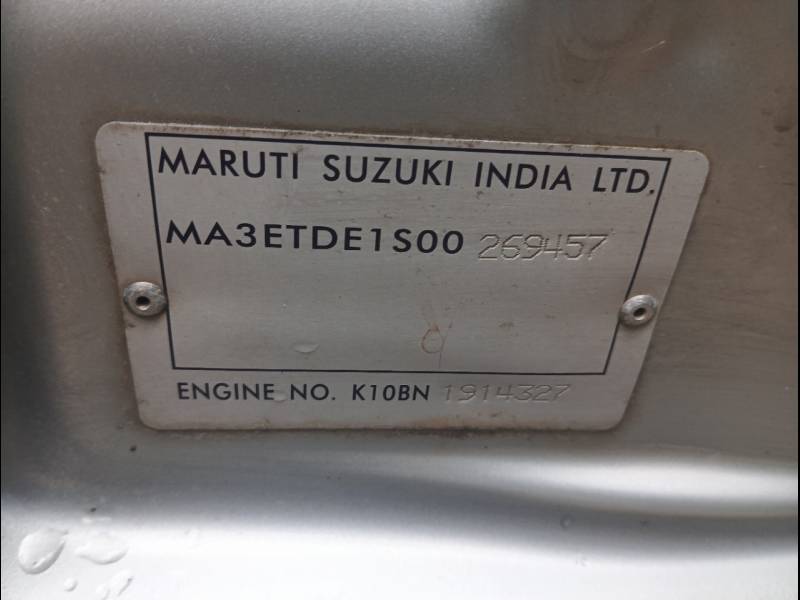 MARUTI SUZUKI INDIA LTD.
MA3ETDE1S00 269457
ENGINE NO. K10BN 1914327